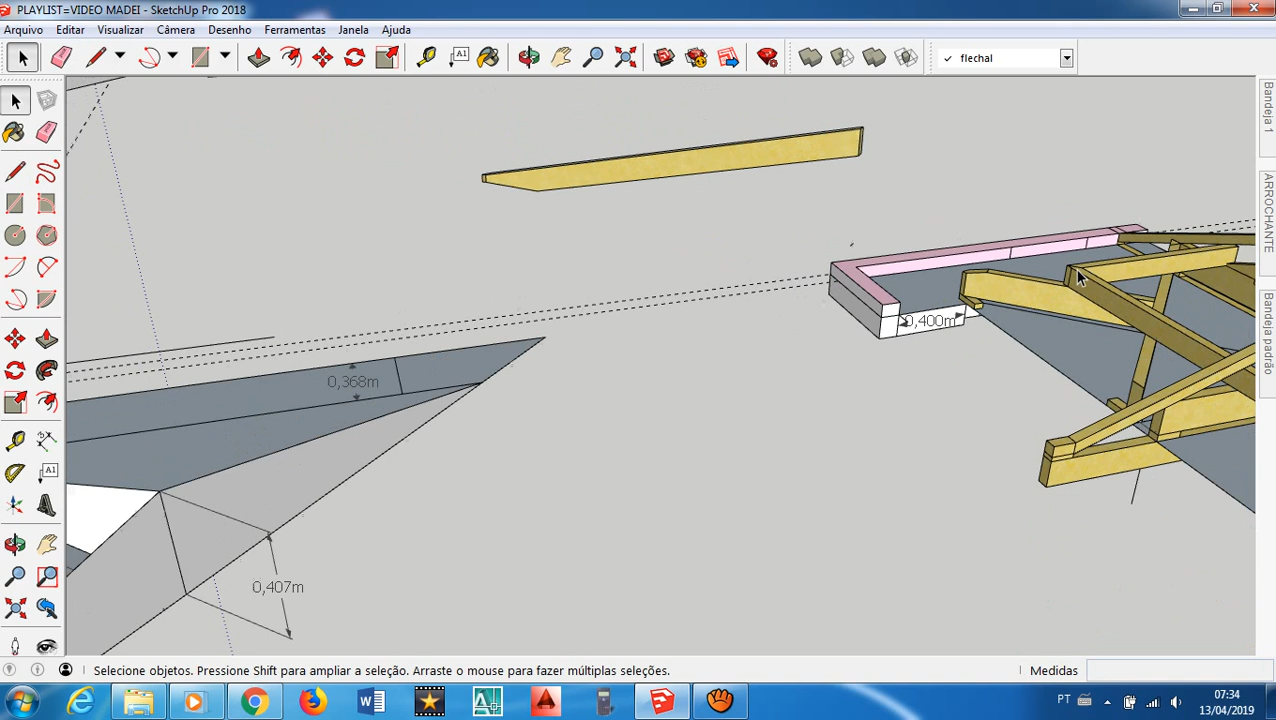 PLAYLIST=VIDEO MADEI - SketchUp Pro 2018
Arquivo Editar Visualizar Câmera Desenho Ferramentas Janela Ajuda
A1
✓ flechal
Bandeja 1
ARROCHANTE
Bandeja padrão
A1
0,400m
0,368m
0,407m
Selecione objetos. Pressione Shift para ampliar a seleção. Arraste o mouse para fazer múltiplas seleções.
Medidas
PT
07:34
13/04/2019